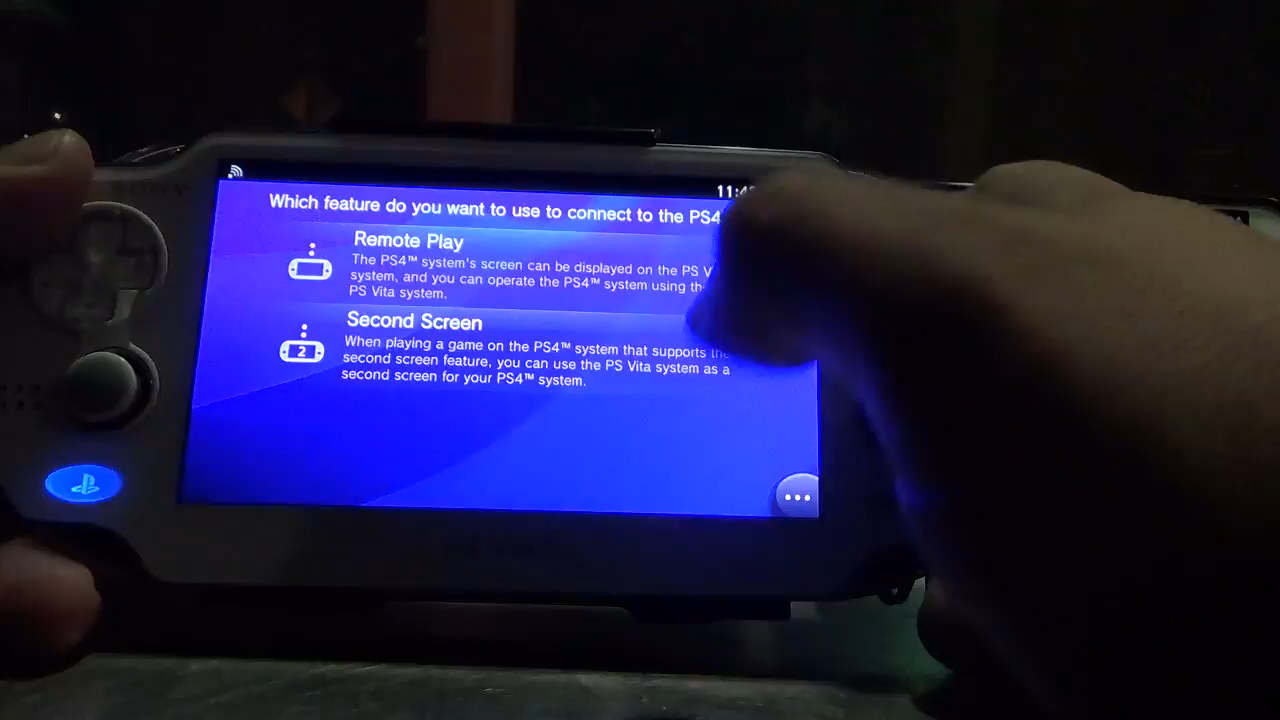 SONY
Which feature do you want to use to connect to the PS4
Remote Play
The PS4™ system's screen can be displayed on the PS
system, and you can operate the PS4™ system using
PS Vita system.
2
Second Screen
When playing a game on the PS4™ system that supports the
second screen feature, you can use the PS Vita system as a
second screen for your PS4™ system.